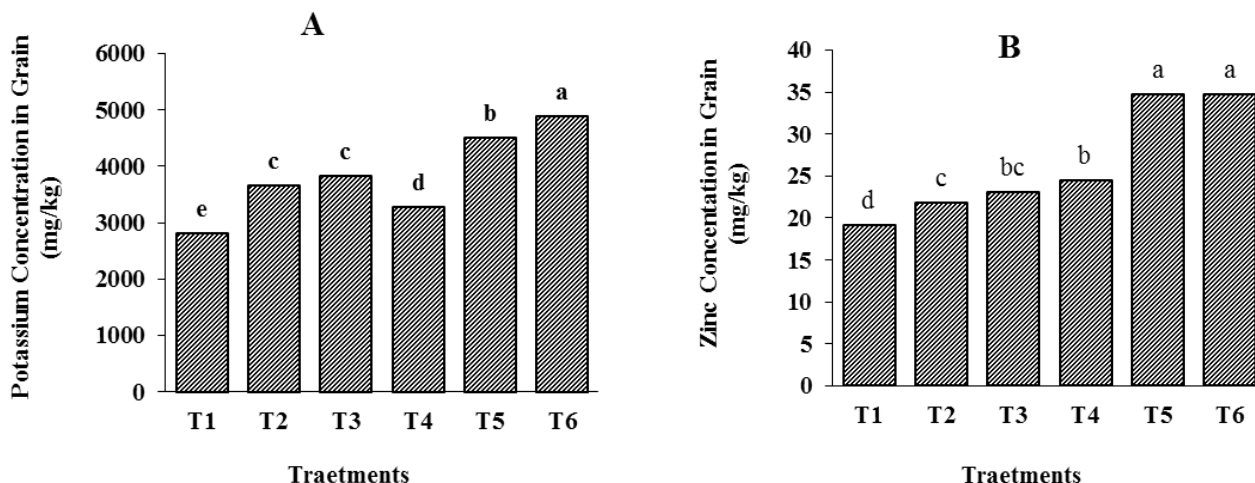 A
Potassium Concentration in Grain
(mg/kg)
6000
5000
4000
3000
2000
1000
0
e
c
c
d
b
a
T1 T2 T3 T4 T5 T6
Traetments
B
Zinc Concentation in Grain
(mg/kg)
40
35
30
25
20
15
10
5
0
d
c
bc
b
a
a
T1 T2 T3 T4 T5 T6
Traetments